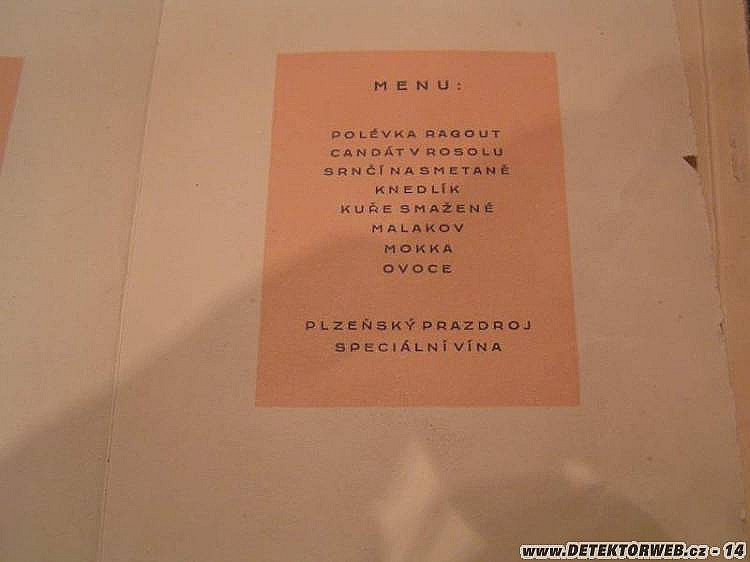 MENU:
POLÉVKA RAGOUT
CANDÁT V ROSOLU
SRNČÍ NA SMETANĚ
KNEDLÍK
KUŘE SMAŽENÉ
MALAKOV
MOKKA
OVOCE
PLZEŇSKÝ PRAZDROJ
SPECIÁLNÍ VÍNA
www.DETEKTORWEB.cz - 14